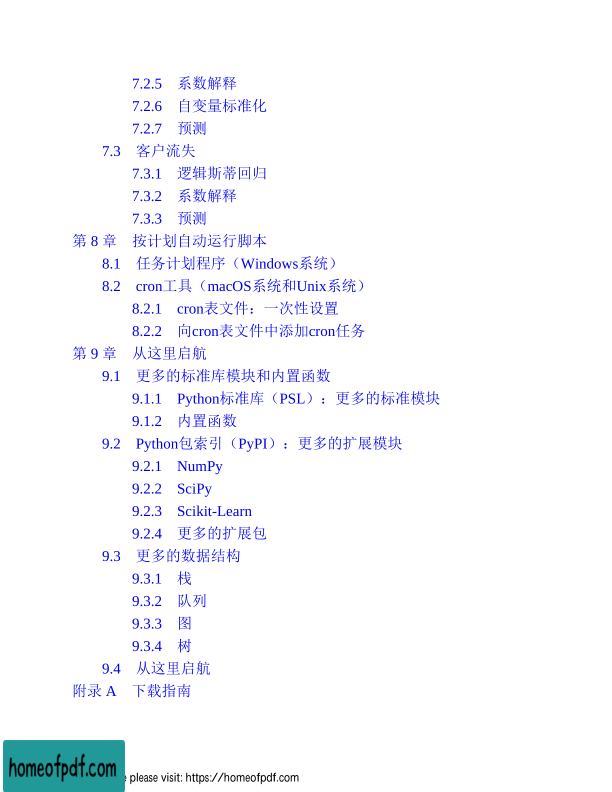 7.2.5 系数解释
7.2.6 自变量标准化
7.2.7 预测
7.3 客户流失
7.3.1 逻辑斯蒂回归
7.3.2 系数解释
7.3.3 预测
第 8 章 按计划自动运行脚本
8.1 任务计划程序（Windows系统）
8.2 cron工具（macOS系统和Unix系统）
8.2.1 cron表文件：一次性设置
8.2.2 向cron表文件中添加cron任务
第 9 章 从这里启航
9.1 更多的标准库模块和内置函数
9.1.1 Python标准库（PSL）：更多的标准模块
9.1.2 内置函数
9.2 Python包索引（PyPI）：更多的扩展模块
9.2.1 NumPy
9.2.2 SciPy
9.2.3 Scikit-Learn
9.2.4 更多的扩展包
9.3 更多的数据结构
9.3.1 栈
9.3.2 队列
9.3.3 图
9.3.4 树
9.4 从这里启航
附录 A 下载指南
homeofpdf.com
please visit: https://homeofpdf.com